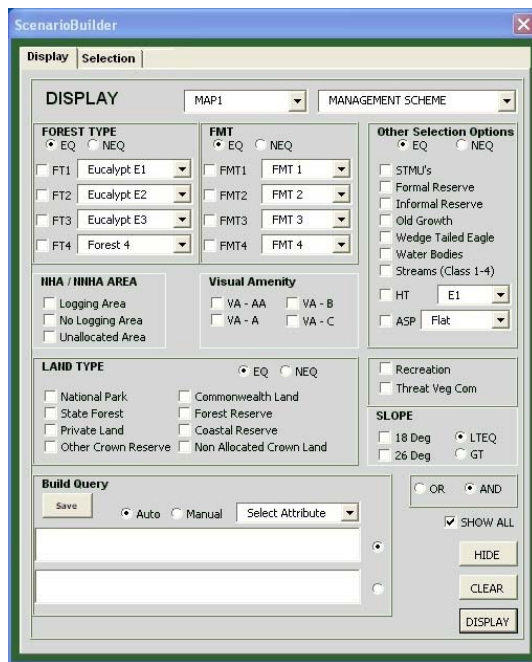 ScenarioBuilder
Display Selection
DISPLAY MAP1 MANAGEMENT SCHEME
FOREST TYPE
EQ NEQ
FT1 Eucalypt E1
FT2 Eucalypt E2
FT3 Eucalypt E3
FT4 Forest 4
FMT
EQ NEQ
FMT1 FMT 1
FMT2 FMT 2
FMT3 FMT 3
FMT4 FMT 4
Other Selection Options
EQ NEQ
STMU's
Formal Reserve
Informal Reserve
Old Growth
Wedge Tailed Eagle
Water Bodies
Streams (Class 1-4)
HT E1
ASP Flat
NHA / NNHA AREA
Logging Area
No Logging Area
Unallocated Area
Visual Amenity
VA - AA VA - B
VA - A VA - C
LAND TYPE EQ NEQ
National Park Commonwealth Land
State Forest Forest Reserve
Private Land Coastal Reserve
Other Crown Reserve Non Allocated Crown Land
Recreation
Threat Veg Com
SLOPE
18 Deg LTEQ
26 Deg GT
Build Query
Save Auto Manual Select Attribute
OR AND
SHOW ALL
HIDE
CLEAR
DISPLAY